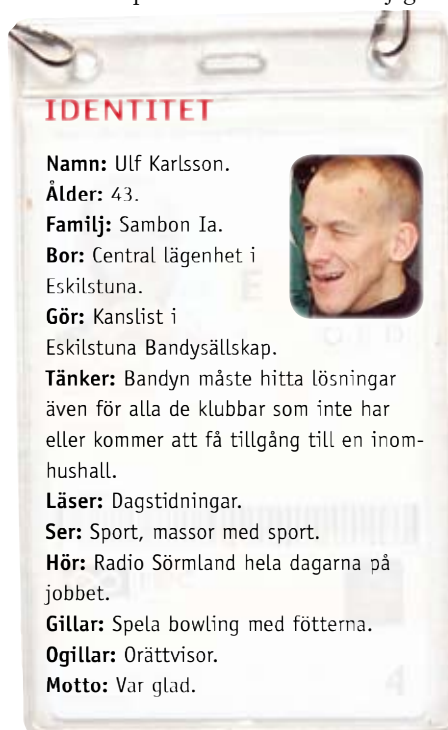 IDENTITET
Namn: Ulf Karlsson.
Ålder: 43.
Familj: Sambon Ia.
Bor: Central lägenhet i
Eskilstuna.
Gör: Kanslist i
Eskilstuna Bandysällskap.
Tänker: Bandyn måste hitta lösningar
även för alla de klubbar som inte har
eller kommer att få tillgång till en inom-
hushall.
Läser: Dagstidningar.
Ser: Sport, massor med sport.
Hör: Radio Sörmland hela dagarna på
jobbet.
Gillar: Spela bowling med fötterna.
Ogillar: Orättvisor.
Motto: Var glad.